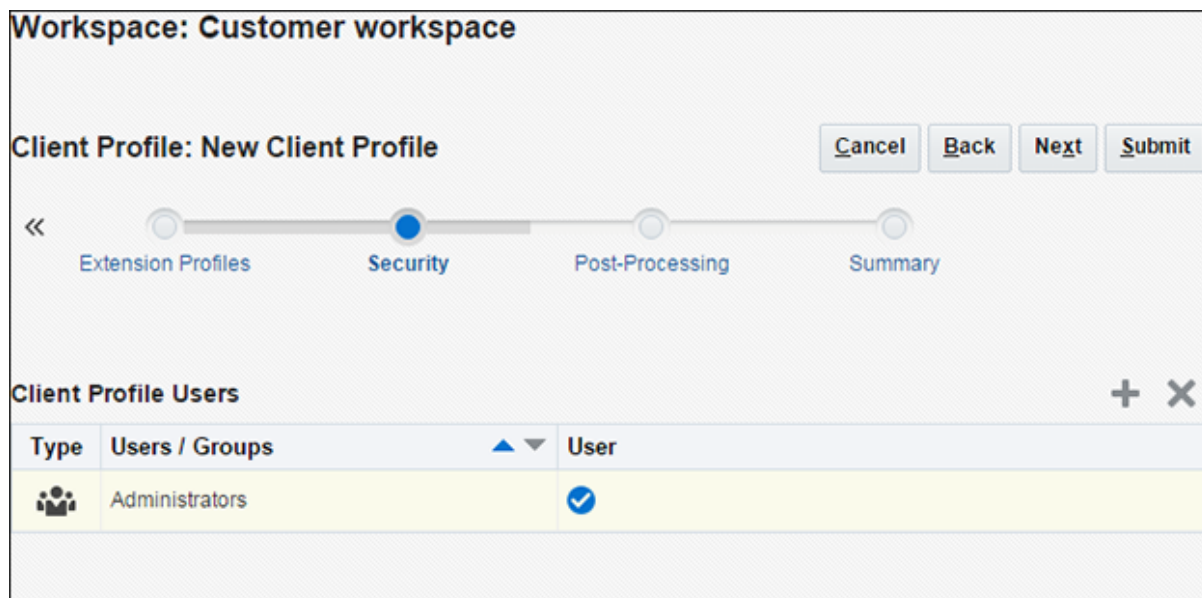 Workspace: Customer workspace
Client Profile: New Client Profile
Cancel Back Next Submit
«
Extension Profiles Security Post-Processing Summary
Client Profile Users
Type Users / Groups User
Administrators